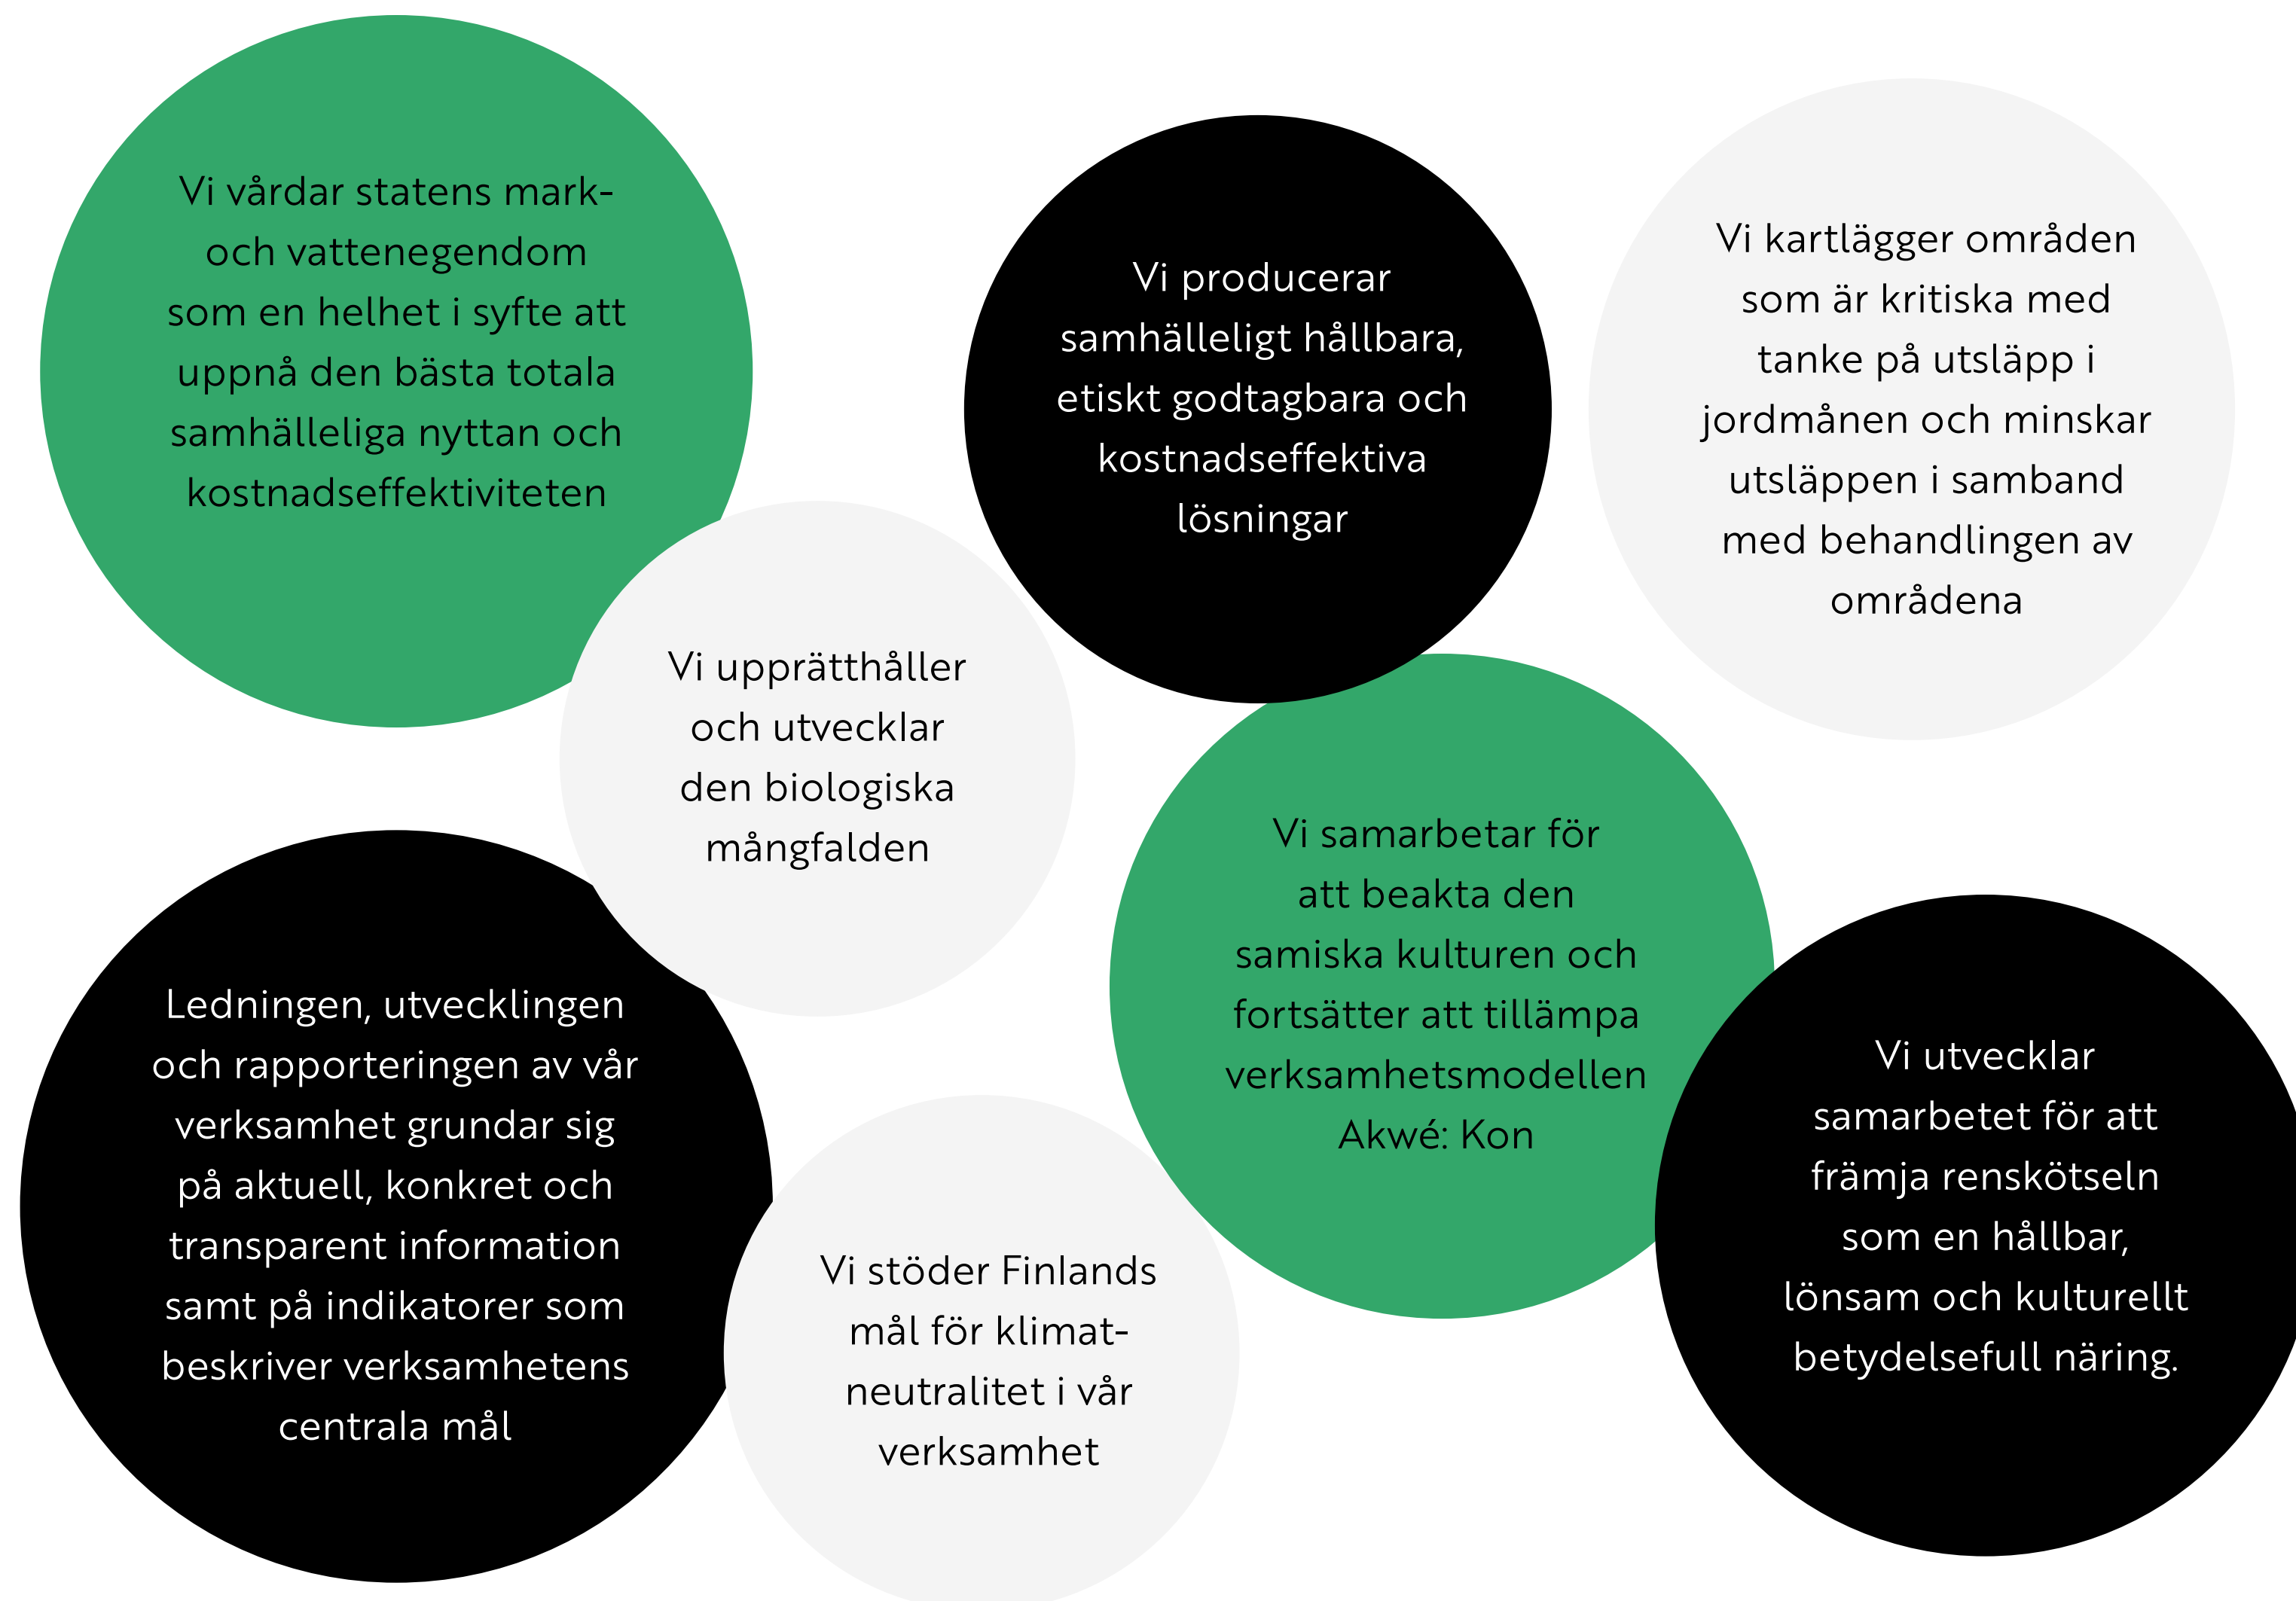 Vi vårdar statens mark-
och vattenegendom
som en helhet i syfte att
uppnå den bästa totala
samhälleliga nyttan och
kostnadseffektiviteten
Vi producerar
samhälleligt hållbara,
etiskt godtagbara och
kostnadseffektiva
lösningar
Vi kartlägger områden
som är kritiska med
tanke på utsläpp i
jordmånen och minskar
utsläppen i samband
med behandlingen av
områdena
Vi upprätthåller
och utvecklar
den biologiska
mångfalden
Vi samarbetar för
att beakta den
samiska kulturen och
fortsätter att tillämpa
verksamhetsmodellen
Akwé: Kon
Ledningen, utvecklingen
och rapporteringen av vår
verksamhet grundar sig
på aktuell, konkret och
transparent information
samt på indikatorer som
beskriver verksamhetens
centrala mål
Vi stöder Finlands
mål för klimat-
neutralitet i vår
verksamhet
Vi utvecklar
samarbetet för att
främja renskötseln
som en hållbar,
lönsam och kulturellt
betydelsefull näring.